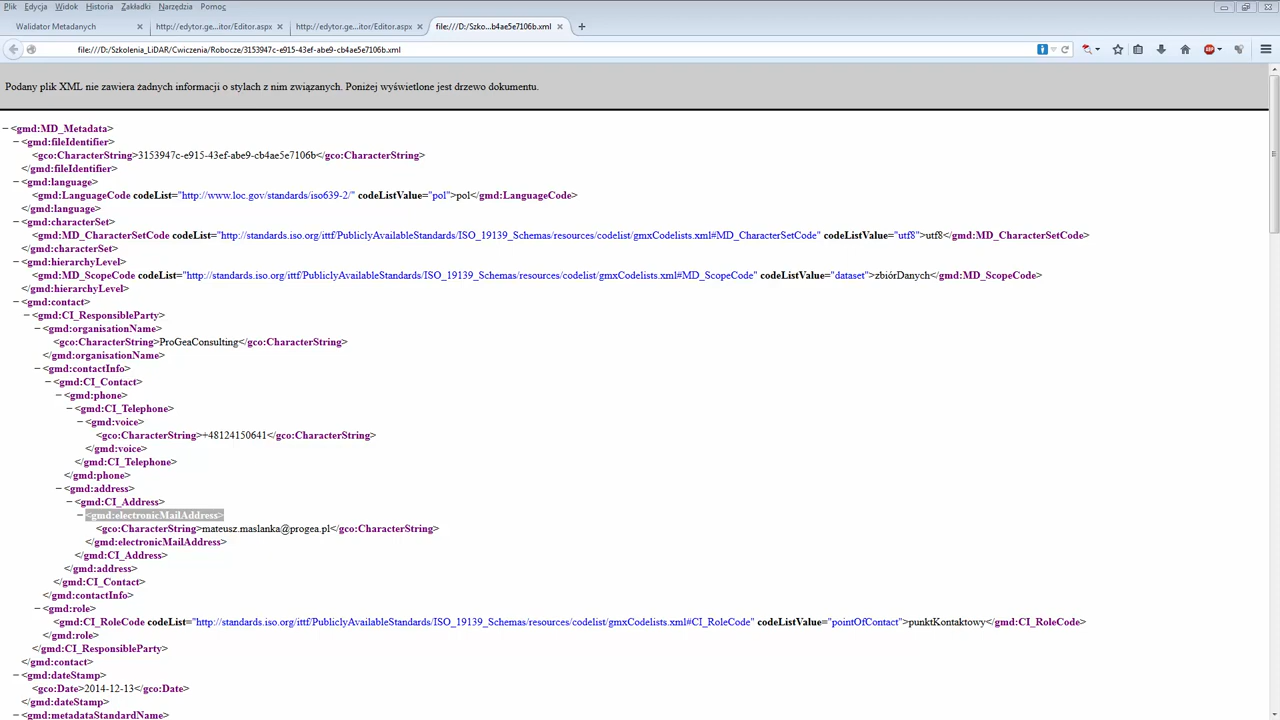 Plik Edycja Widok Historia Zakładki Narzędzia Pomoc
Walidator Metadanych × http://edytor.ge...itor/Editor.aspx × http://edytor.ge...itor/Editor.aspx × file:///D:/Szko...b4ae5e7106b.xml × +
file:///D:/Szkolenia_LiDAR/Cwiczenia/Robocze/3153947c-e915-43ef-abe9-cb4ae5e7106b.xml
Podany plik XML nie zawiera żadnych informacji o stylach z nim związanych. Poniżej wyświetlone jest drzewo dokumentu.
− <gmd:MD_Metadata>
− <gmd:fileIdentifier>
<gco:CharacterString>3153947c-e915-43ef-abe9-cb4ae5e7106b</gco:CharacterString>
</gmd:fileIdentifier>
− <gmd:language>
<gmd:LanguageCode codeList="http://www.loc.gov/standards/iso639-2/" codeListValue="pol">pol</gmd:LanguageCode>
</gmd:language>
− <gmd:characterSet>
<gmd:MD_CharacterSetCode codeList="http://standards.iso.org/ittf/PubliclyAvailableStandards/ISO_19139_Schemas/resources/codelist/gmxCodelists.xml#MD_CharacterSetCode" codeListValue="utf8">utf8</gmd:MD_CharacterSetCode>
</gmd:characterSet>
− <gmd:hierarchyLevel>
<gmd:MD_ScopeCode codeList="http://standards.iso.org/ittf/PubliclyAvailableStandards/ISO_19139_Schemas/resources/codelist/gmxCodelists.xml#MD_ScopeCode" codeListValue="dataset">zbiórDanych</gmd:MD_ScopeCode>
</gmd:hierarchyLevel>
− <gmd:contact>
− <gmd:CI_ResponsibleParty>
− <gmd:organisationName>
<gco:CharacterString>ProGeaConsulting</gco:CharacterString>
</gmd:organisationName>
− <gmd:contactInfo>
− <gmd:CI_Contact>
− <gmd:phone>
− <gmd:CI_Telephone>
− <gmd:voice>
<gco:CharacterString>+48124150641</gco:CharacterString>
</gmd:voice>
</gmd:CI_Telephone>
</gmd:phone>
− <gmd:address>
− <gmd:CI_Address>
− <gmd:electronicMailAddress>
<gco:CharacterString>mateusz.maslanka@progea.pl</gco:CharacterString>
</gmd:electronicMailAddress>
</gmd:CI_Address>
</gmd:address>
</gmd:CI_Contact>
</gmd:contactInfo>
− <gmd:role>
<gmd:CI_RoleCode codeList="http://standards.iso.org/ittf/PubliclyAvailableStandards/ISO_19139_Schemas/resources/codelist/gmxCodelists.xml#CI_RoleCode" codeListValue="pointOfContact">punktKontaktowy</gmd:CI_RoleCode>
</gmd:role>
</gmd:CI_ResponsibleParty>
</gmd:contact>
− <gmd:dateStamp>
<gco:Date>2014-12-13</gco:Date>
</gmd:dateStamp>
− <gmd:metadataStandardName>